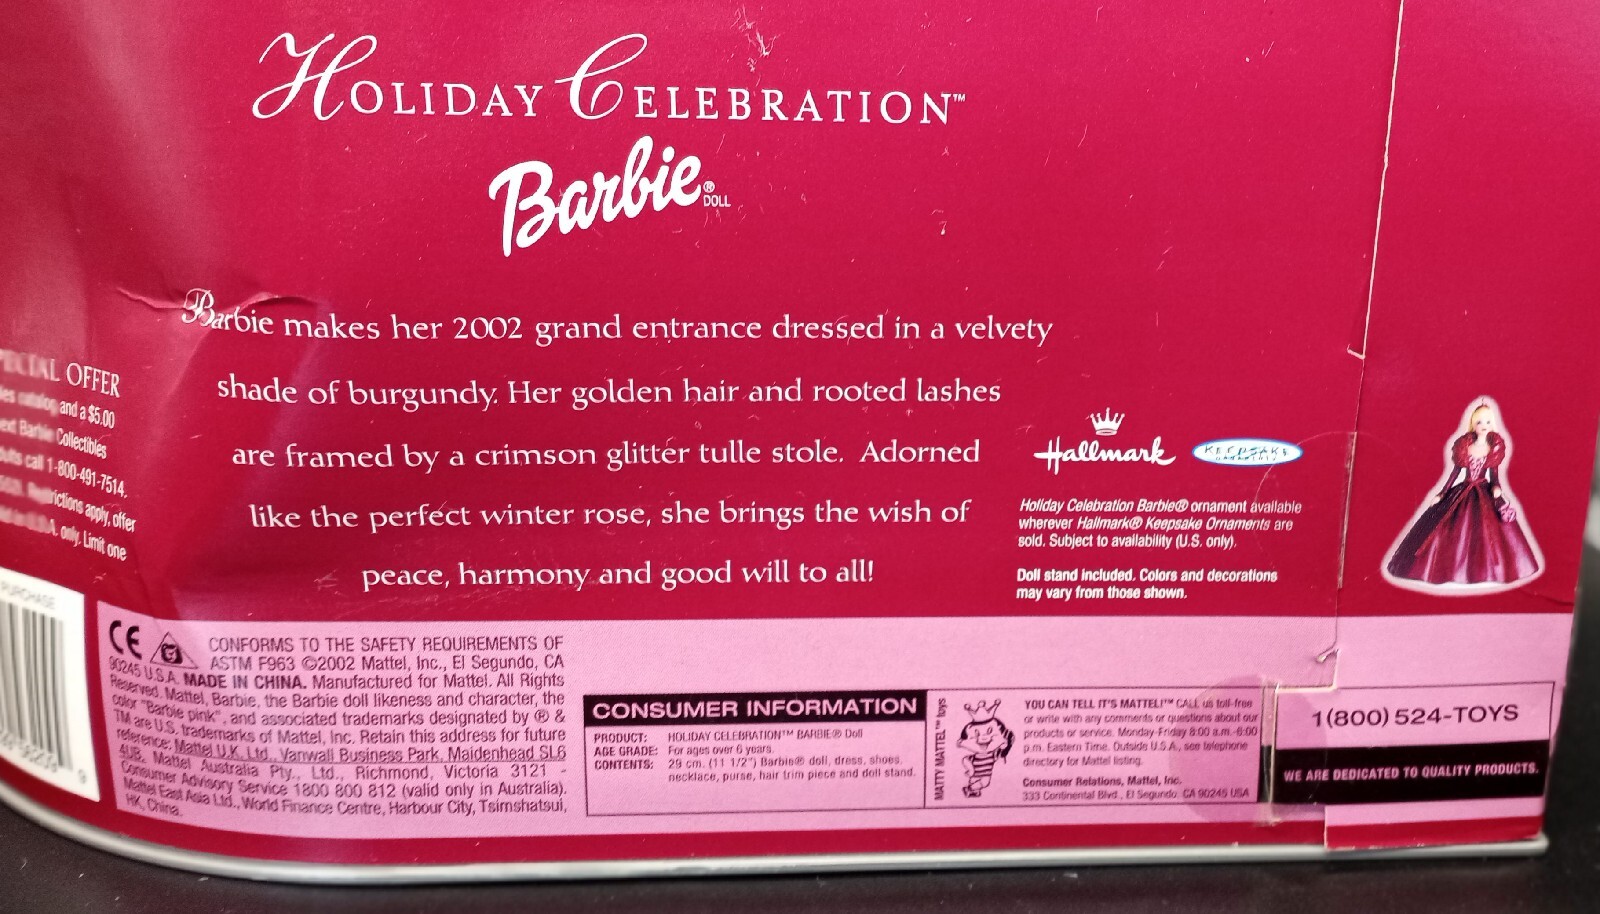 HOLIDAY CELEBRATION™
Barbie®
DOLL
Barbie makes her 2002 grand entrance dressed in a velvety
shade of burgundy. Her golden hair and rooted lashes
are framed by a crimson glitter tulle stole. Adorned
like the perfect winter rose, she brings the wish of
peace, harmony and good will to all!
OFFER
and a $5.00
Collectibles
call 1-800-491-7514,
apply, offer
only. Limit one
PURCHASE
9
Hallmark
KEEPSAKE
Holiday Celebration Barbie® ornament available
wherever Hallmark® Keepsake Ornaments are
sold. Subject to availability (U.S. only).
Doll stand included. Colors and decorations
may vary from those shown.
CE
CONFORMS TO THE SAFETY REQUIREMENTS OF
ASTM F963 ©2002 Mattel, Inc., El Segundo, CA
90245 U.S.A. MADE IN CHINA. Manufactured for Mattel. All Rights
Reserved. Mattel, Barbie, the Barbie doll likeness and character, the
color "Barbie pink", and associated trademarks designated by ® &
TM are U.S. trademarks of Mattel, Inc. Retain this address for future
reference: Mattel U.K. Ltd., Vanwall Business Park, Maidenhead SL6
4UB. Mattel Australia Pty., Ltd., Richmond, Victoria 3121 -
Consumer Advisory Service 1800 800 812 (valid only in Australia).
Mattel East Asia Ltd., World Finance Centre, Harbour City, Tsimshatsui,
HK, China.
CONSUMER INFORMATION
PRODUCT: HOLIDAY CELEBRATION™ BARBIE® Doll
AGE GRADE: For ages over 6 years.
CONTENTS: 29 cm. (11 1/2") Barbie® doll, dress, shoes,
necklace, purse, hair trim piece and doll stand.
MATTY MATTEL™ toys
YOU CAN TELL IT'S MATTEL!™ CALL us toll-free
or write with any comments or questions about our
products or service. Monday-Friday 8:00 a.m.-8:00
p.m. Eastern Time. Outside U.S.A., see telephone
directory for Mattel listing.
Consumer Relations, Mattel, Inc.
333 Continental Blvd., El Segundo, CA 90245 USA
1(800) 524-TOYS
WE ARE DEDICATED TO QUALITY PRODUCTS.